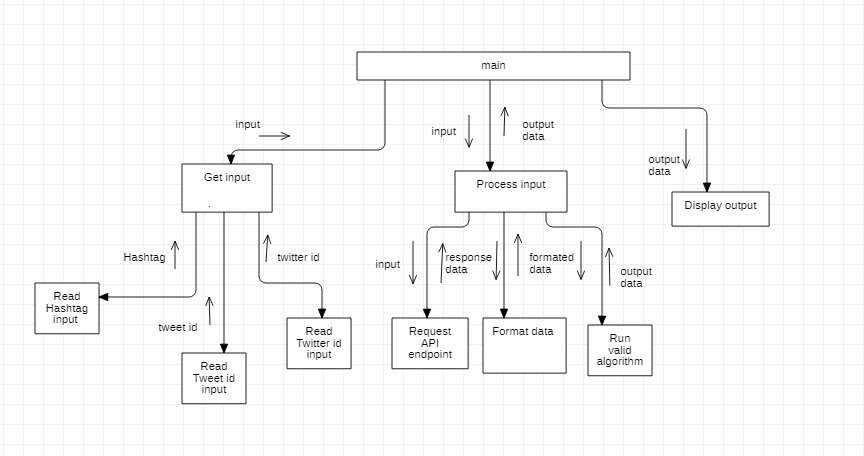 main
input
input
output
data
output
data
Get input
.
Process input
Display output
Hashtag
twitter id
input
response
data
formated
data
output
data
tweet id
Read
Hashtag
input
Read
Tweet id
input
Read
Twitter id
input
Request
API
endpoint
Format data
Run
valid
algorithm